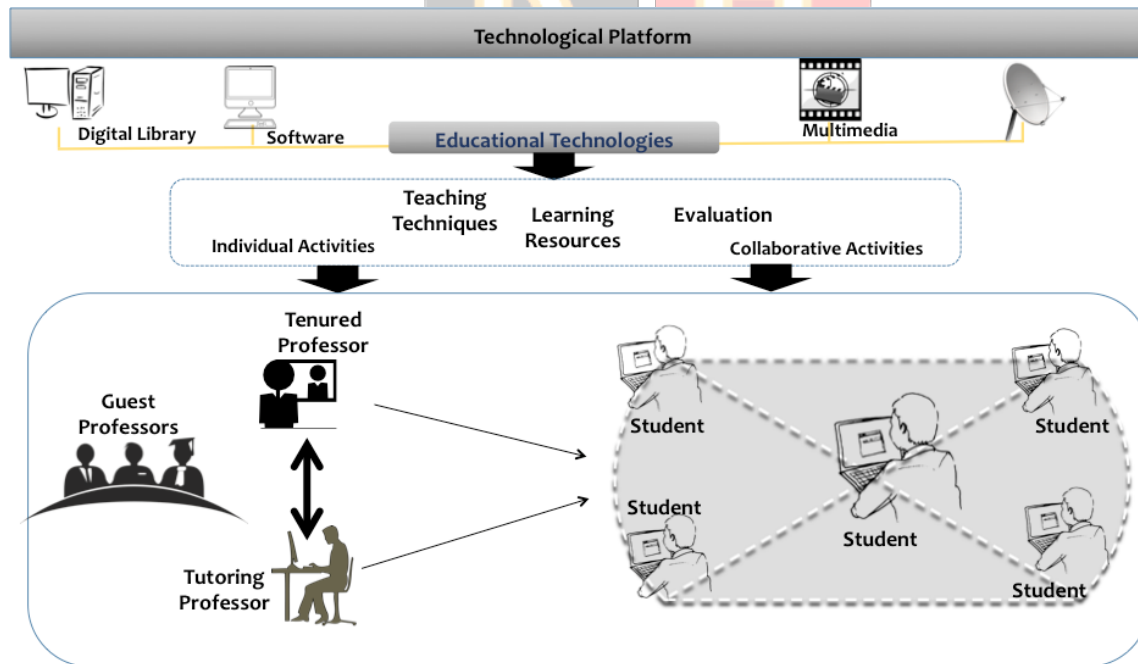 Technological Platform
Digital Library
Software
Educational Technologies
Multimedia
Teaching
Techniques
Learning
Resources
Evaluation
Individual Activities
Collaborative Activities
Tenured
Professor
Guest
Professors
Tutoring
Professor
Student
Student
Student
Student
Student